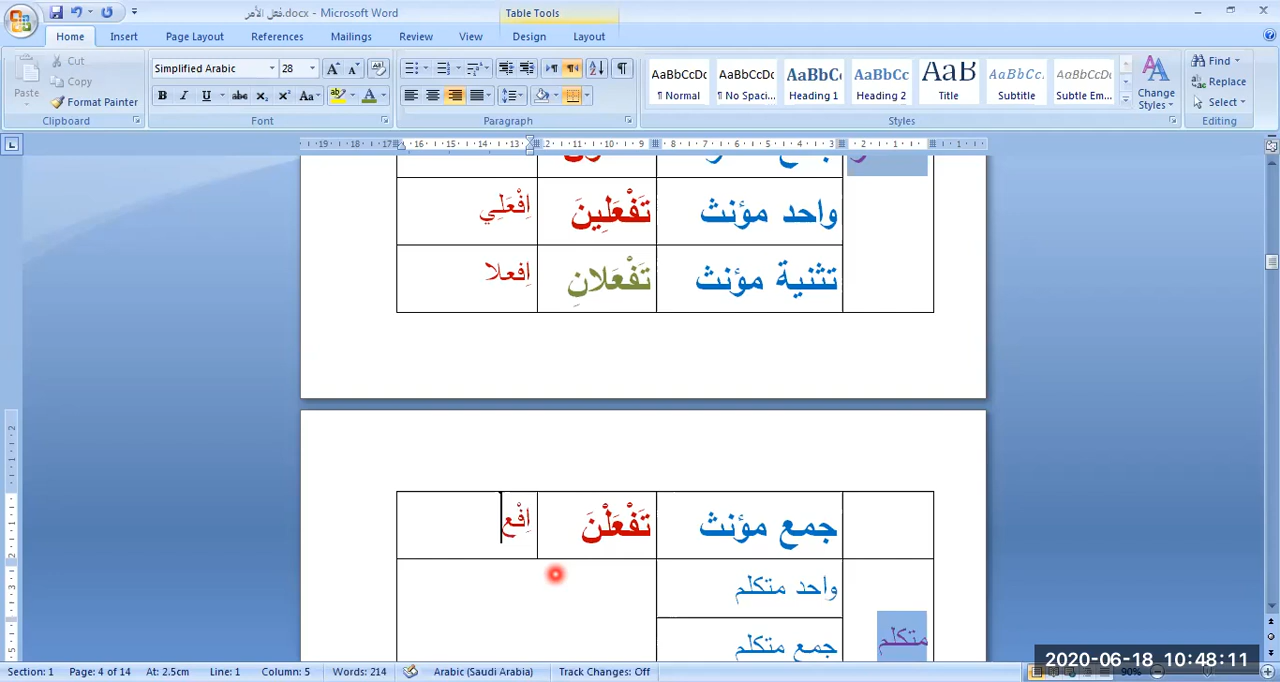 فعل الأمر.docx - Microsoft Word
Table Tools
Home Insert Page Layout References Mailings Review View Design Layout
Paste
Cut
Copy
Format Painter
Clipboard
Simplified Arabic 28
Font
Paragraph
AaBbCcDc AaBbCcDc AaBbC AaBbCc AaB AaBbCc. AaBbCcDc
¶ Normal ¶ No Spaci... Heading 1 Heading 2 Title Subtitle Subtle Em...
Change Styles
Styles
Find
Replace
Select
Editing
واحد مؤنث تَفْعَلِينَ اِفْعَلِي
تثنية مؤنث تَفْعَلانِ اِفعلا
جمع مؤنث تَفْعَلْنَ اِفْع
واحد متكلم
متكلم
جمع متكلم
Section: 1 Page: 4 of 14 At: 2.5cm Line: 1 Column: 5 Words: 214 Arabic (Saudi Arabia) Track Changes: Off 90%
2020-06-18 10:48:11